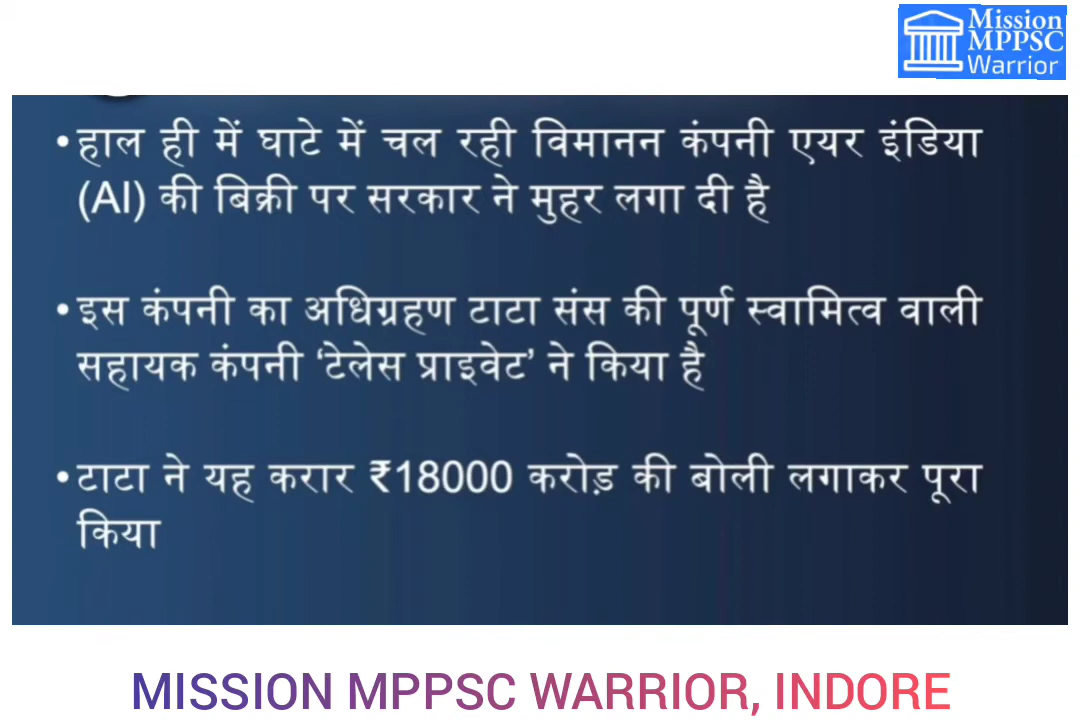 Mission
MPPSC
Warrior
•हाल ही में घाटे में चल रही विमानन कंपनी एयर इंडिया
(AI) की बिक्री पर सरकार ने मुहर लगा दी है
•इस कंपनी का अधिग्रहण टाटा संस की पूर्ण स्वामित्व वाली
सहायक कंपनी ‘टेलेस प्राइवेट’ ने किया है
•टाटा ने यह करार ₹18000 करोड़ की बोली लगाकर पूरा
किया
MISSION MPPSC WARRIOR, INDORE